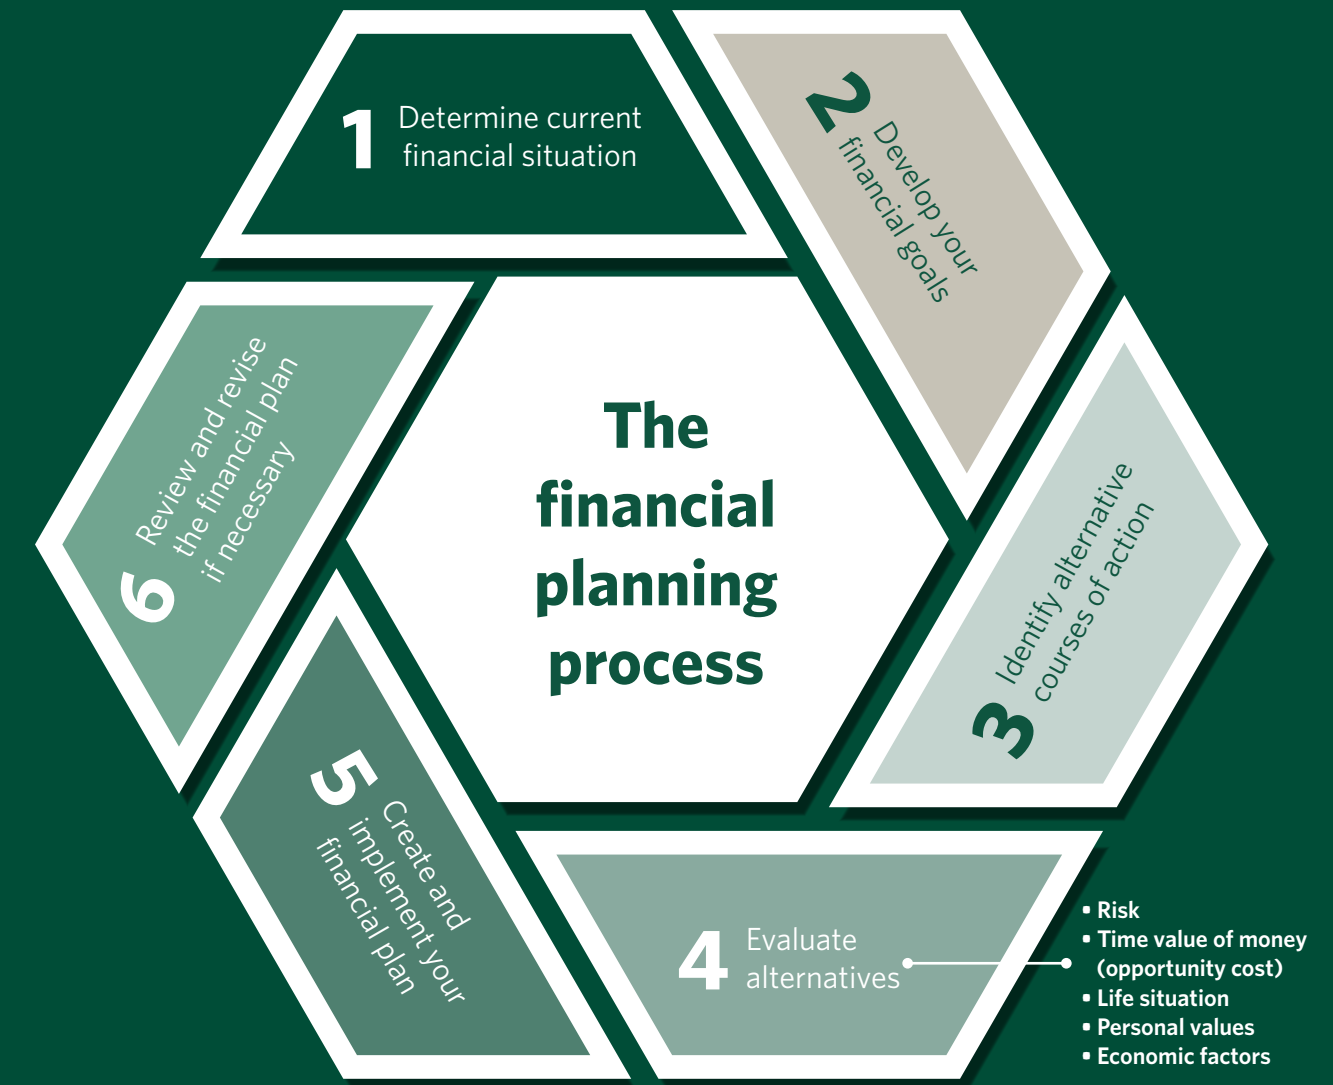 The
financial
planning
process
1 Determine current
financial situation
2 Develop your
financial goals
3 Identify alternative
courses of action
4 Evaluate
alternatives
• Risk
• Time value of money
(opportunity cost)
• Life situation
• Personal values
• Economic factors
5 Create and
implement your
financial plan
6 Review and revise
the financial plan
if necessary